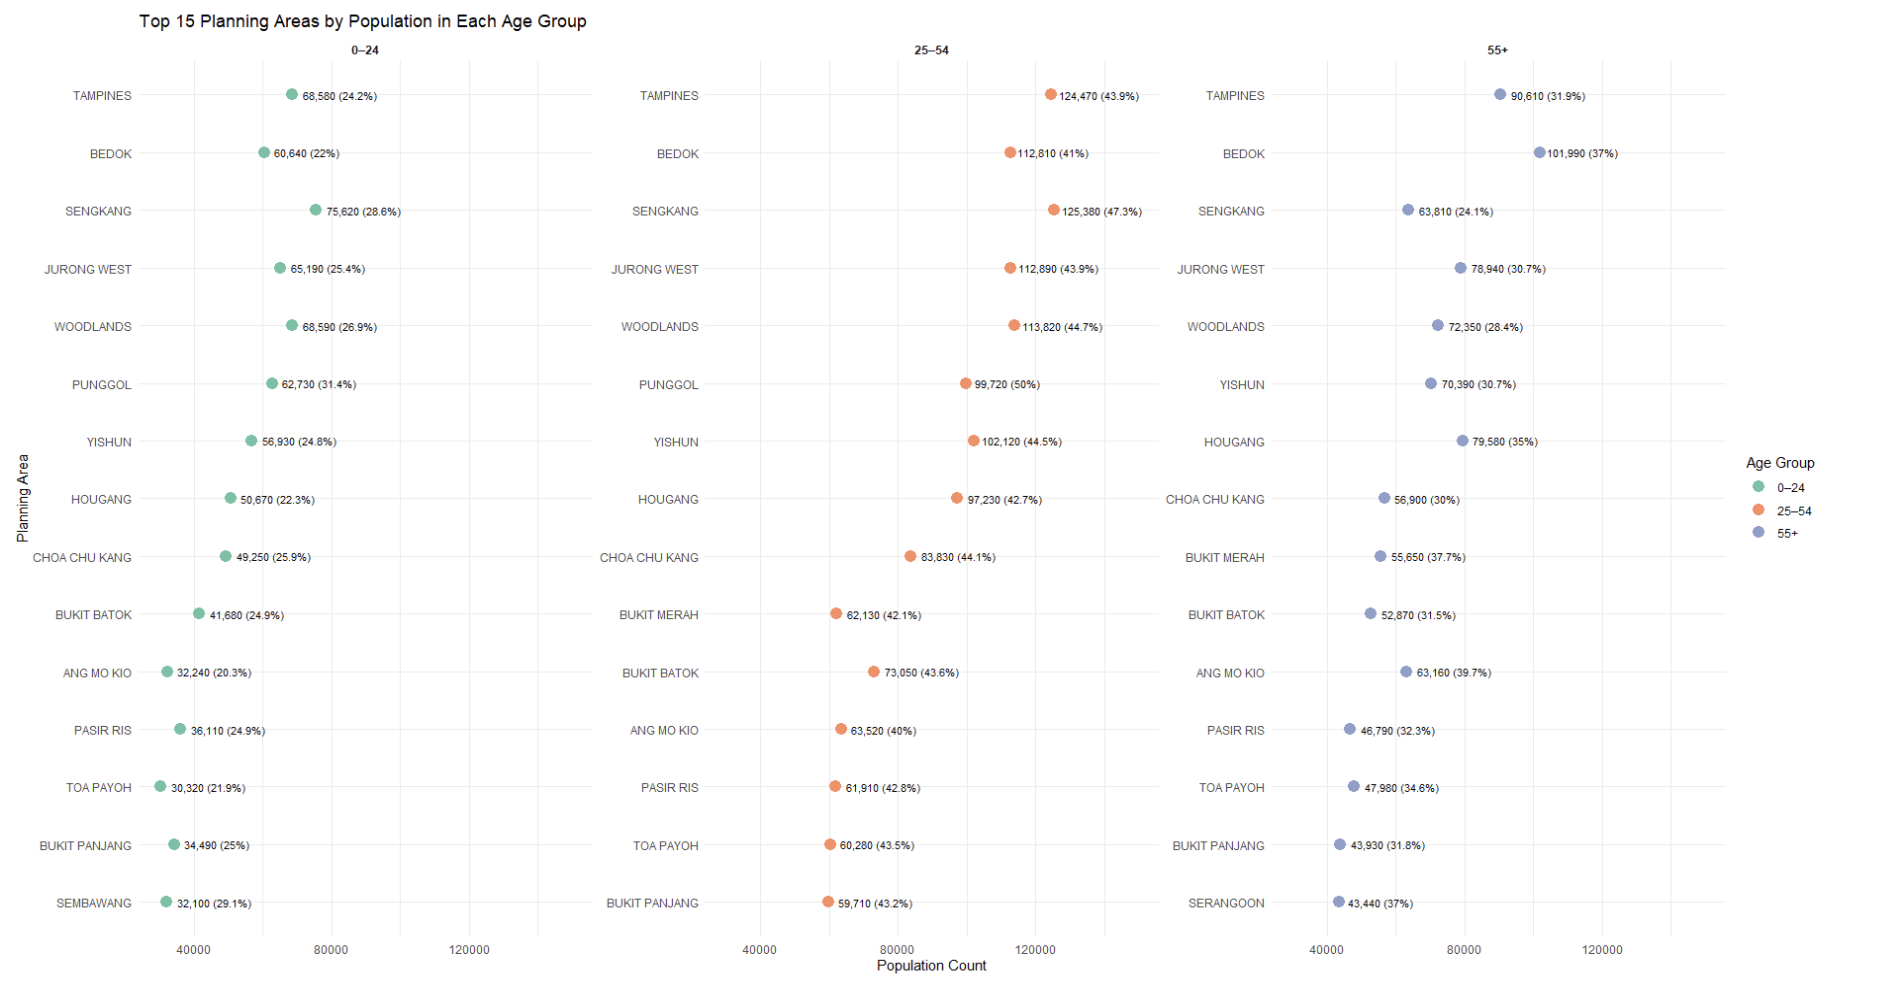 Top 15 Planning Areas by Population in Each Age Group
0–24
TAMPINES 68,580 (24.2%)
BEDOK 60,640 (22%)
SENGKANG 75,620 (28.6%)
JURONG WEST 65,190 (25.4%)
WOODLANDS 68,590 (26.9%)
PUNGGOL 62,730 (31.4%)
YISHUN 56,930 (24.8%)
HOUGANG 50,670 (22.3%)
CHOA CHU KANG 49,250 (25.9%)
BUKIT BATOK 41,680 (24.9%)
ANG MO KIO 32,240 (20.3%)
PASIR RIS 36,110 (24.9%)
TOA PAYOH 30,320 (21.9%)
BUKIT PANJANG 34,490 (25%)
SEMBAWANG 32,100 (29.1%)
40000 80000 120000
25–54
TAMPINES 124,470 (43.9%)
BEDOK 112,810 (41%)
SENGKANG 125,380 (47.3%)
JURONG WEST 112,890 (43.9%)
WOODLANDS 113,820 (44.7%)
PUNGGOL 99,720 (50%)
YISHUN 102,120 (44.5%)
HOUGANG 97,230 (42.7%)
CHOA CHU KANG 83,830 (44.1%)
BUKIT MERAH 62,130 (42.1%)
BUKIT BATOK 73,050 (43.6%)
ANG MO KIO 63,520 (40%)
PASIR RIS 61,910 (42.8%)
TOA PAYOH 60,280 (43.5%)
BUKIT PANJANG 59,710 (43.2%)
40000 80000 120000
55+
TAMPINES 90,610 (31.9%)
BEDOK 101,990 (37%)
SENGKANG 63,810 (24.1%)
JURONG WEST 78,940 (30.7%)
WOODLANDS 72,350 (28.4%)
YISHUN 70,390 (30.7%)
HOUGANG 79,580 (35%)
CHOA CHU KANG 56,900 (30%)
BUKIT MERAH 55,650 (37.7%)
BUKIT BATOK 52,870 (31.5%)
ANG MO KIO 63,160 (39.7%)
PASIR RIS 46,790 (32.3%)
TOA PAYOH 47,980 (34.6%)
BUKIT PANJANG 43,930 (31.8%)
SERANGOON 43,440 (37%)
40000 80000 120000
Planning Area
Population Count
Age Group
0–24
25–54
55+